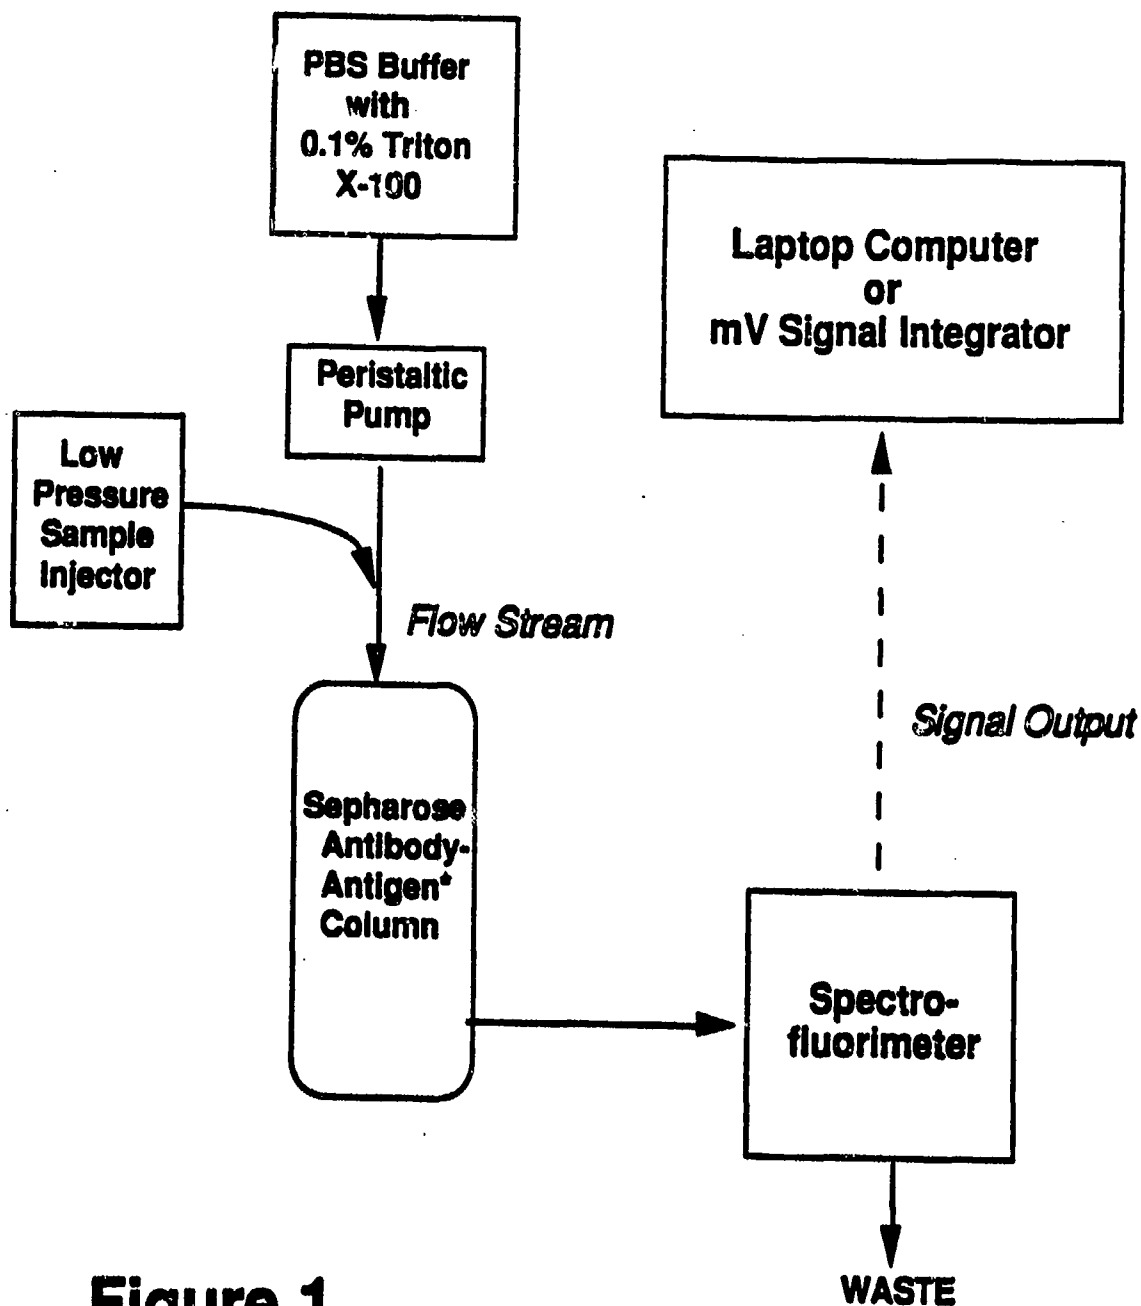 PBS Buffer
with
0.1% Triton
X-100
Laptop Computer
or
mV Signal Integrator
Peristaltic
Pump
Low
Pressure
Sample
Injector
Flow Stream
Signal Output
Sepharose
Antibody-
Antigen*
Column
Spectro-
fluorimeter
WASTE
Figure 1